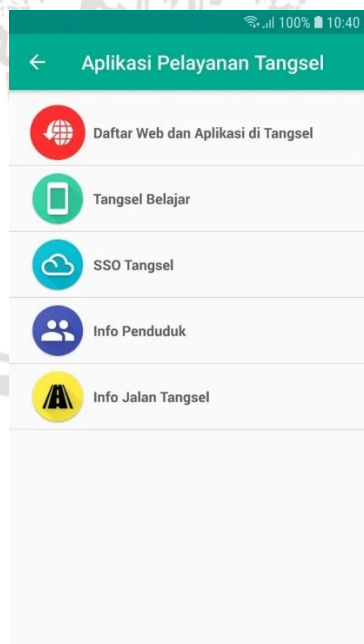 100% 10:40
Aplikasi Pelayanan Tangsel
Daftar Web dan Aplikasi di Tangsel
Tangsel Belajar
SSO Tangsel
Info Penduduk
Info Jalan Tangsel